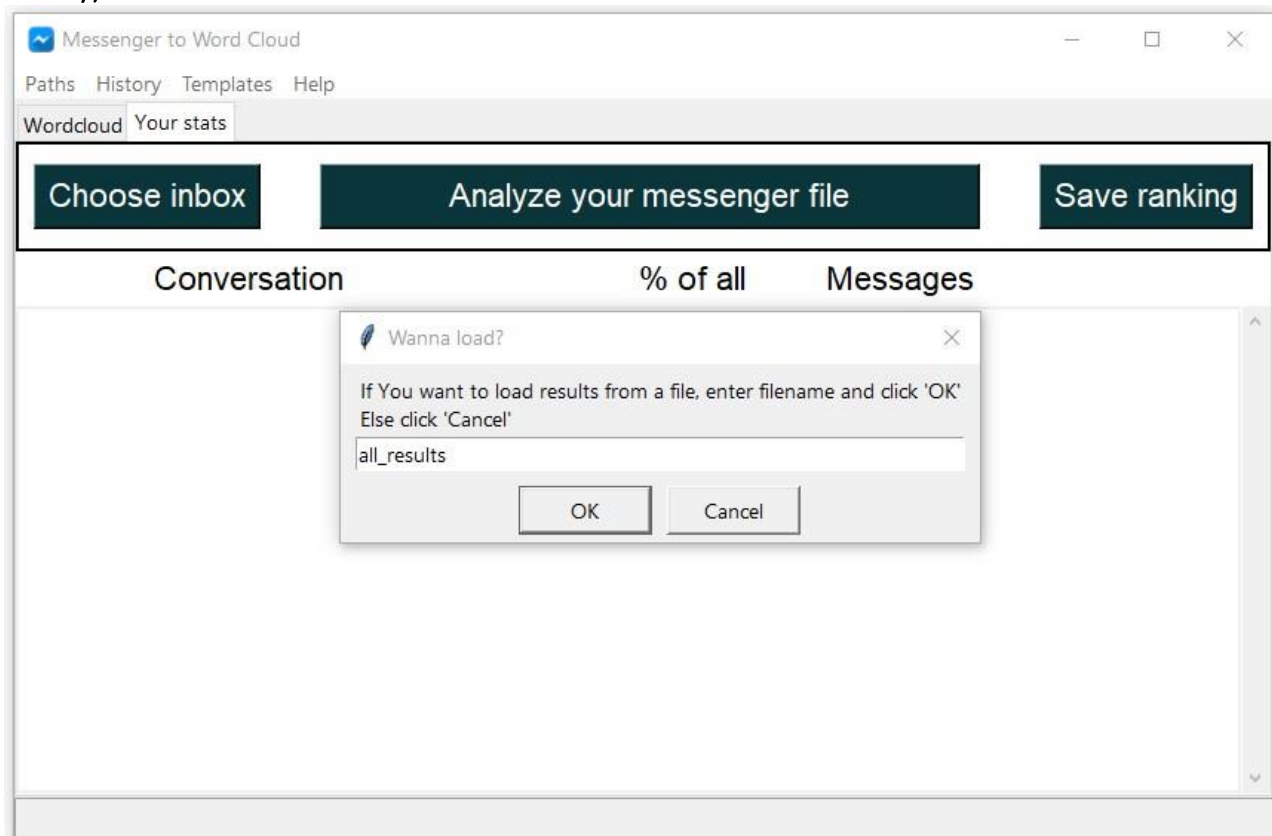 Messenger to Word Cloud
Paths History Templates Help
Wordcloud Your stats
Choose inbox Analyze your messenger file Save ranking
Conversation % of all Messages
Wanna load?
If You want to load results from a file, enter filename and click 'OK'
Else click 'Cancel'
all_results
OK Cancel